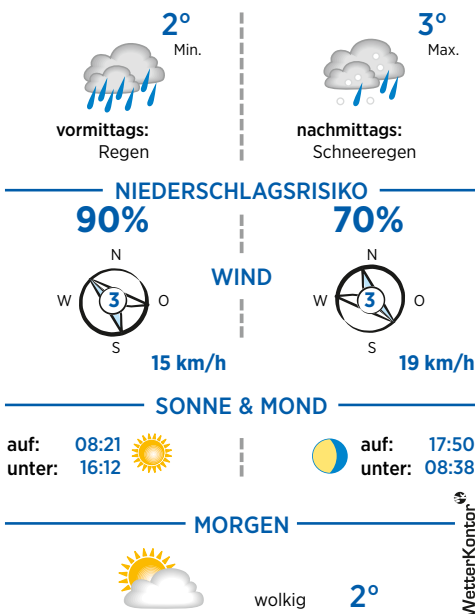 2° 3°
Min. Max.
vormittags: nachmittags:
Regen Schneeregen
NIEDERSCHLAGSRISIKO
90% 70%
WIND
N N
W 3 O W 3 O
S S
15 km/h 19 km/h
SONNE & MOND
auf: 08:21 auf: 17:50
unter: 16:12 unter: 08:38
MORGEN
wolkig 2°
WetterKontor